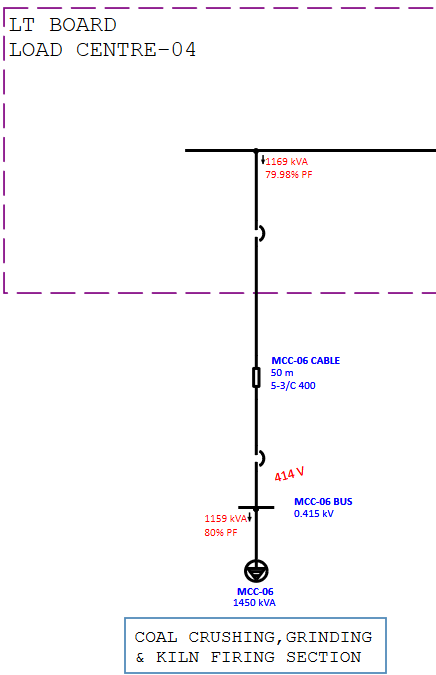 LT BOARD
LOAD CENTRE-04
1169 kVA
79.98% PF
MCC-06 CABLE
50 m
5-3/C 400
414 V
MCC-06 BUS
0.415 kV
1159 kVA
80% PF
MCC-06
1450 kVA
COAL CRUSHING,GRINDING
& KILN FIRING SECTION